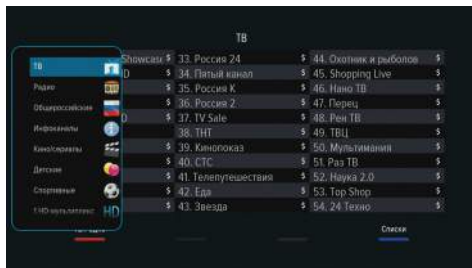 ТВ
ТВ
Радио
Общероссийские
Инфоканалы
Кино/сериалы
Детские
Спортивные
HD
Showcase $
D $
$
$
D $
$
$
$
$
$
33. Россия 24 $
34. Пятый канал $
35. Россия К $
36. Россия 2 $
37. TV Sale $
38. ТНТ
39. Кинопоказ $
40. СТС $
41. Телепутешествия $
42. Еда $
43. Звезда $
44. Охотник и рыболов $
45. Shopping Live $
46. Нано ТВ $
47. Перец $
48. Рен ТВ $
49. ТВЦ $
50. Мультимания $
51. Раз ТВ $
52. Наука 2.0 $
53. Top Shop $
54. 24 Техно $
Списки